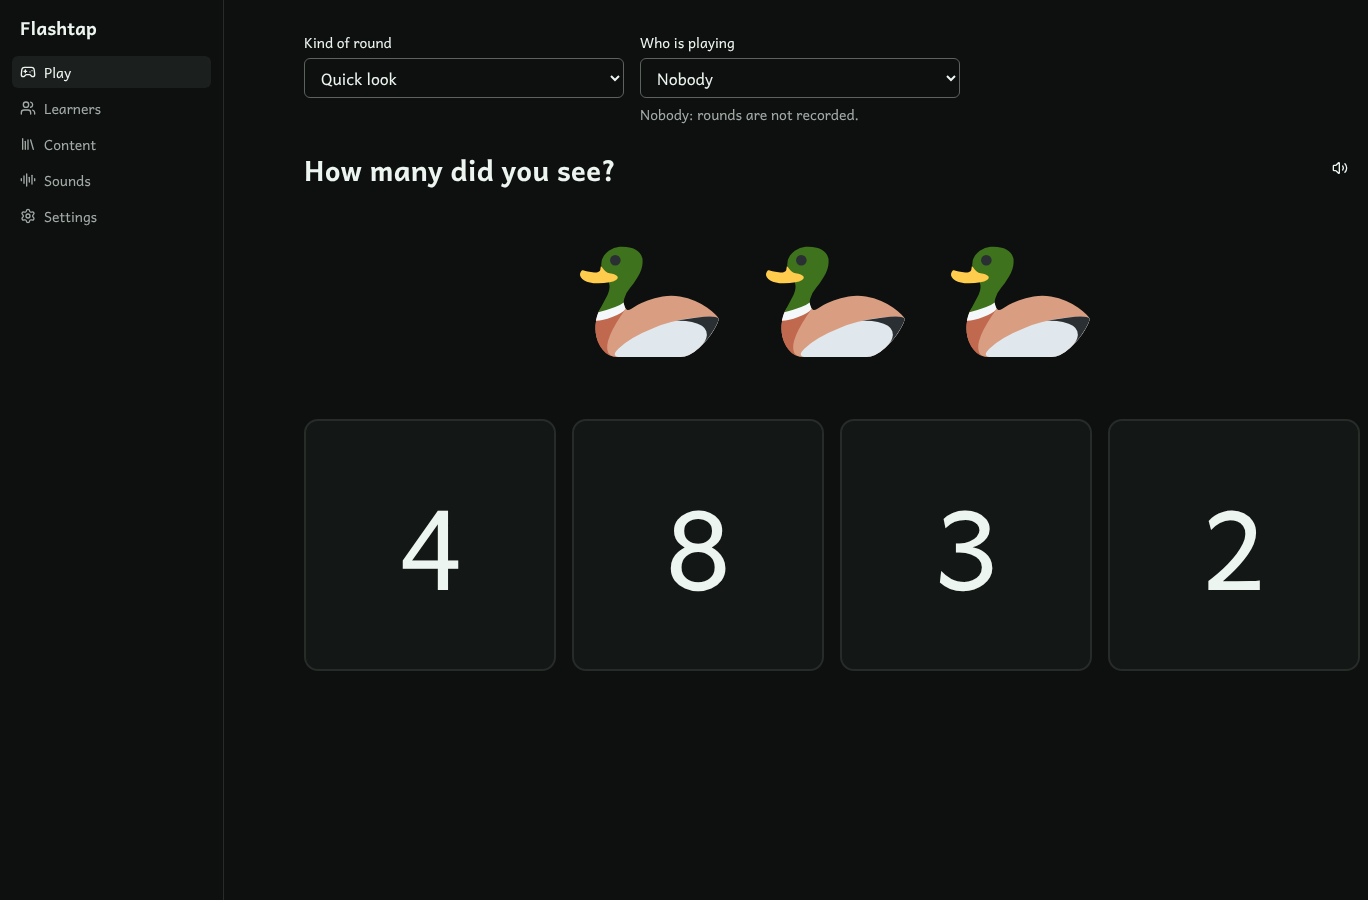 Flashtap
Play
Learners
Content
Sounds
Settings
Kind of round
Quick look
Who is playing
Nobody
Nobody: rounds are not recorded.
How many did you see?
4
8
3
2